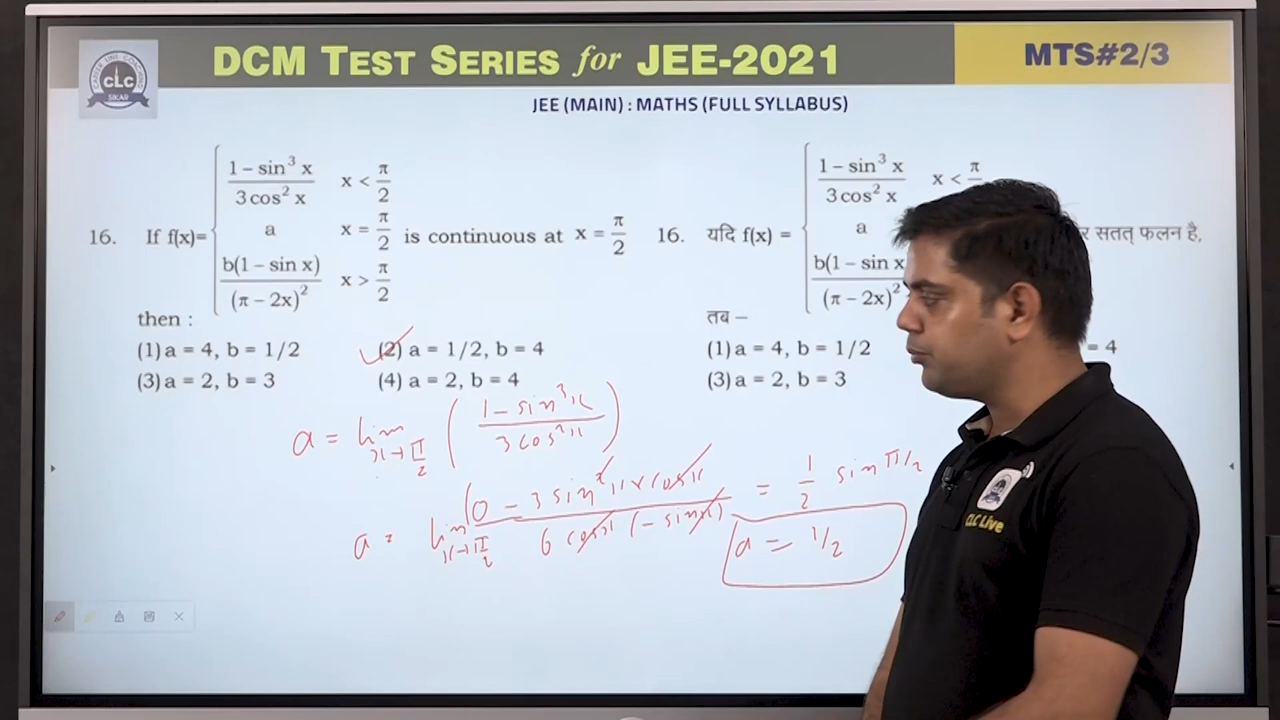 CLC
SIKAR
DCM TEST SERIES for JEE-2021
MTS#2/3
JEE (MAIN) : MATHS (FULL SYLLABUS)
16. If f(x)= { (1 – sin³ x)/(3 cos² x) x < π/2
a x = π/2
b(1 – sin x)/(π – 2x)² x > π/2
is continuous at x = π/2
then :
(1) a = 4, b = 1/2
(2) a = 1/2, b = 4
(3) a = 2, b = 3
(4) a = 2, b = 4
16. यदि f(x) = { (1 – sin³ x)/(3 cos² x) x < π
a
b(1 – sin x
(π – 2x)²
सतत् फलन है,
तब –
(1) a = 4, b = 1/2
= 4
(3) a = 2, b = 3
a = lim x→π/2 ( (1 – sin³x)/(3cos²x) )
a = lim x→π/2 (0 – 3 sin²x × cosx)/(6 cosx (– sinx)) = 1/2 sin π/2
a = 1/2
CLC Live